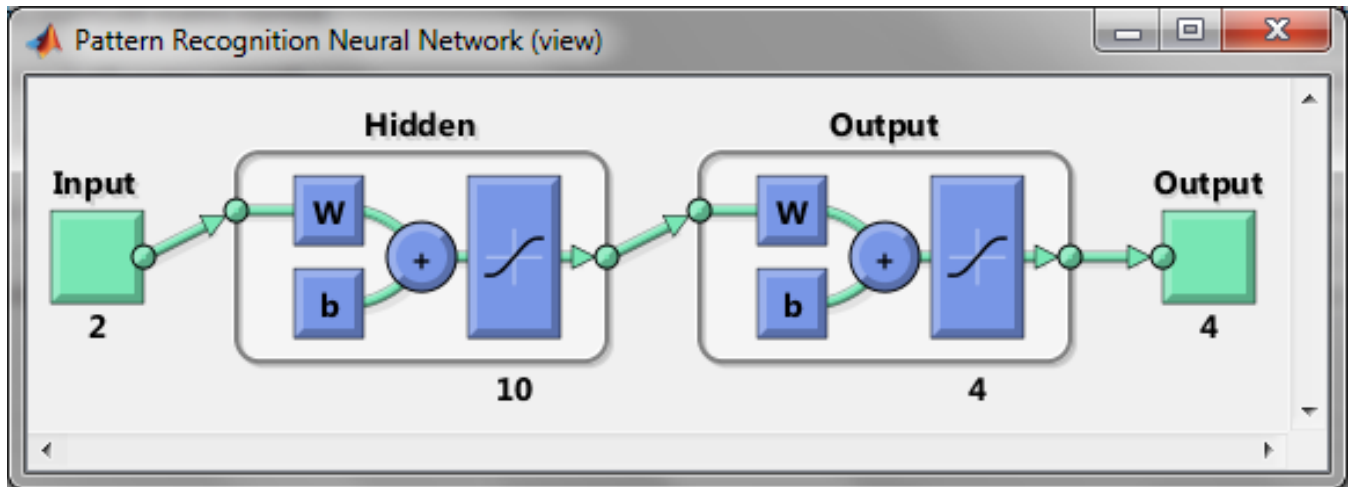 Pattern Recognition Neural Network (view)
Hidden
Output
Input
Output
W
W
+
+
b
b
2
4
10
4